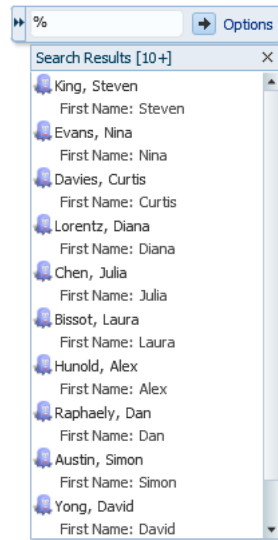 %
Options
Search Results [10+]
King, Steven
First Name: Steven
Evans, Nina
First Name: Nina
Davies, Curtis
First Name: Curtis
Lorentz, Diana
First Name: Diana
Chen, Julia
First Name: Julia
Bissot, Laura
First Name: Laura
Hunold, Alex
First Name: Alex
Raphaely, Dan
First Name: Dan
Austin, Simon
First Name: Simon
Yong, David
First Name: David